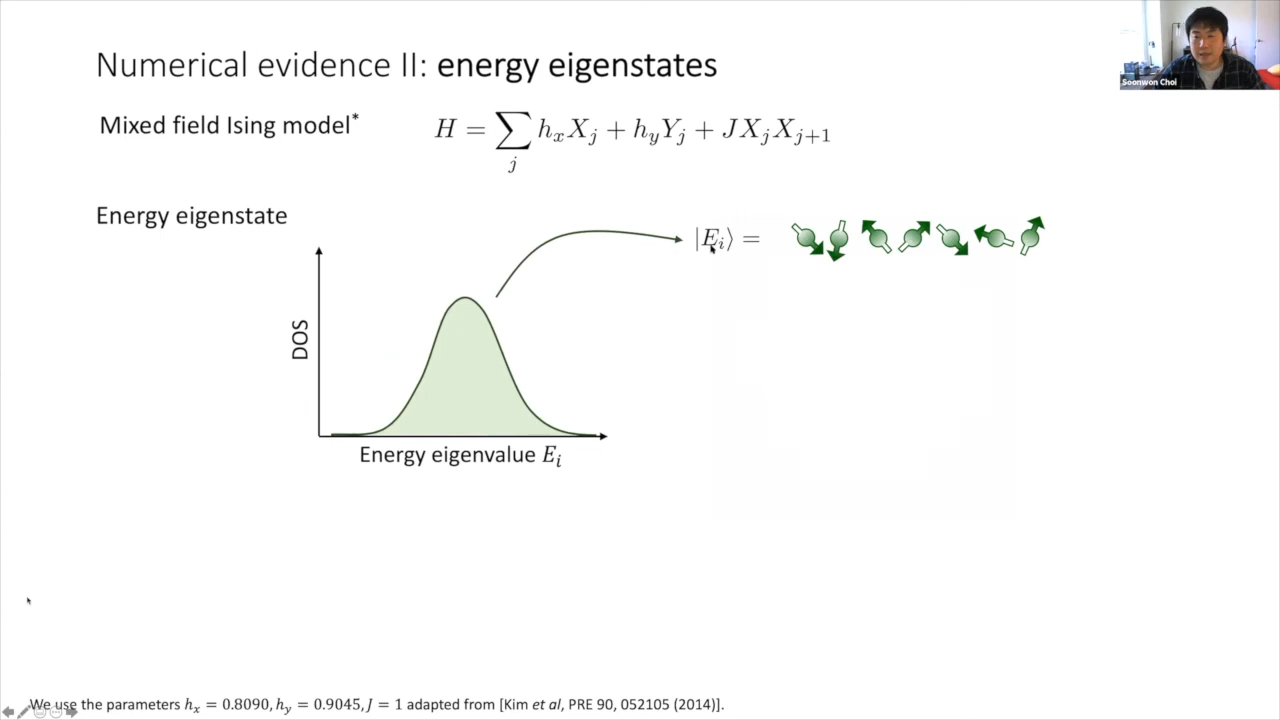 Soonwon Choi
Numerical evidence II: energy eigenstates
Mixed field Ising model* H = ∑_j h_x X_j + h_y Y_j + J X_j X_{j+1}
Energy eigenstate
|E_i⟩ =
DOS
Energy eigenvalue E_i
We use the parameters h_x = 0.8090, h_y = 0.9045, J = 1 adapted from [Kim et al, PRE 90, 052105 (2014)].